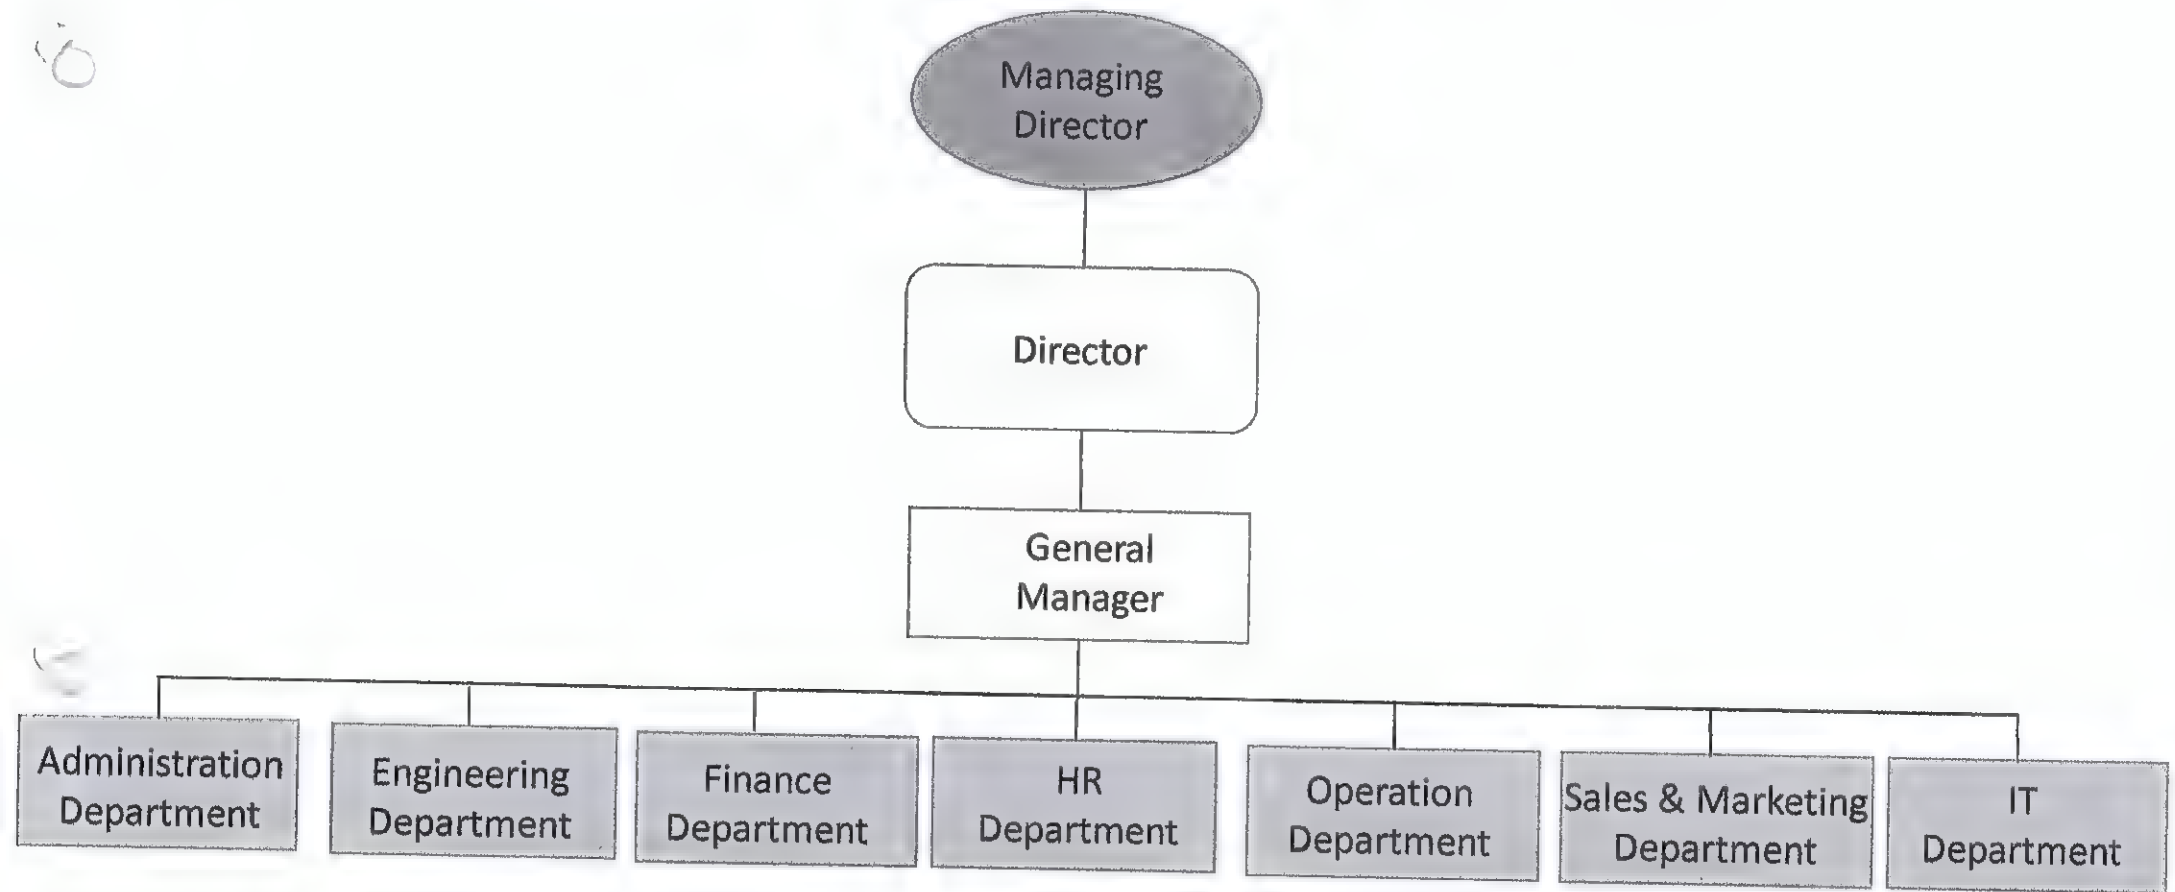 Managing
Director
Director
General
Manager
Administration
Department
Engineering
Department
Finance
Department
HR
Department
Operation
Department
Sales & Marketing
Department
IT
Department